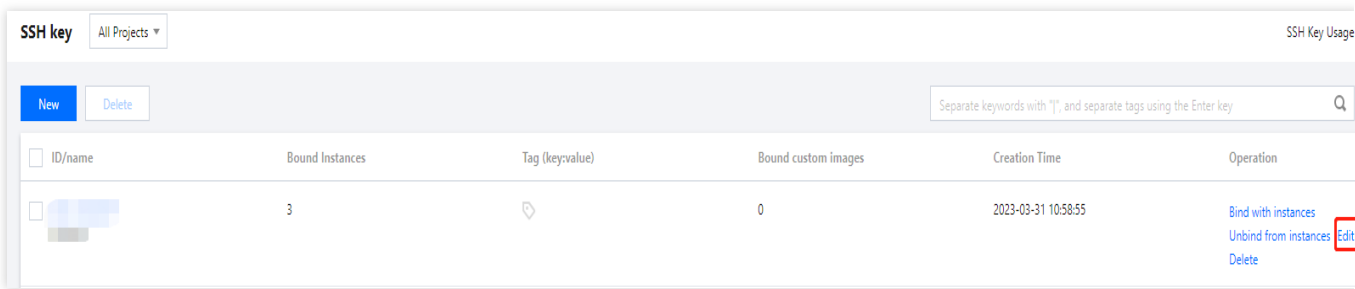 SSH key All Projects SSH Key Usage
New Delete Separate keywords with "|", and separate tags using the Enter key
ID/name Bound Instances Tag (key:value) Bound custom images Creation Time Operation
3 0 2023-03-31 10:58:55 Bind with instances
Unbind from instances Edit
Delete